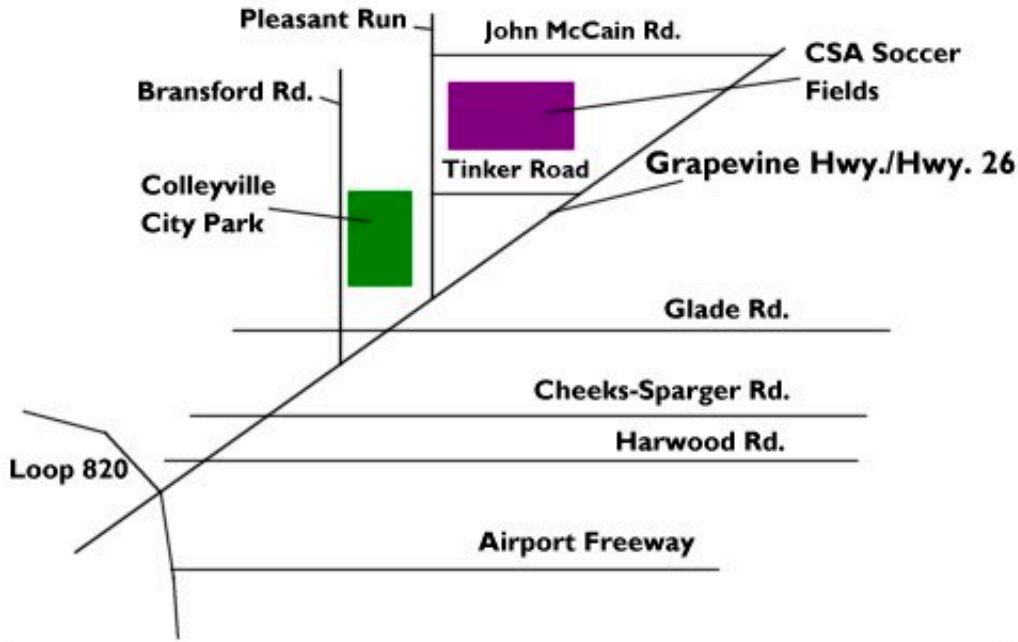 Pleasant Run
John McCain Rd.
CSA Soccer
Fields
Bransford Rd.
Tinker Road
Grapevine Hwy./Hwy. 26
Colleyville
City Park
Glade Rd.
Cheeks-Sparger Rd.
Harwood Rd.
Loop 820
Airport Freeway